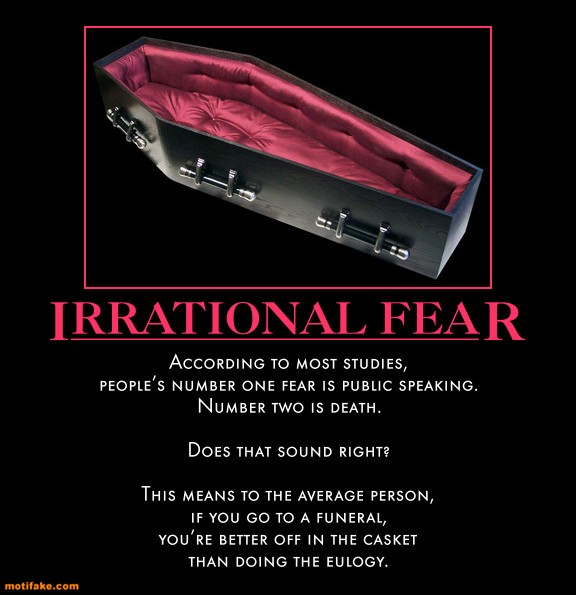 IRRATIONAL FEAR
ACCORDING TO MOST STUDIES,
PEOPLE'S NUMBER ONE FEAR IS PUBLIC SPEAKING.
NUMBER TWO IS DEATH.
DOES THAT SOUND RIGHT?
THIS MEANS TO THE AVERAGE PERSON,
IF YOU GO TO A FUNERAL,
YOU'RE BETTER OFF IN THE CASKET
THAN DOING THE EULOGY.
motifake.com